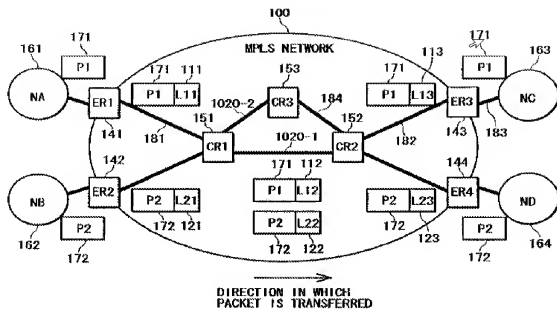 100
161
171
P1
MPLS NETWORK
153
171
113
171
163
NA
ER1
171
111
P1 L11
1020-2
CR3
184
P1 L13
ER3
P1
NC
141
151
181
CR1
1020-1
152
CR2
182
143
183
142
ER2
171
112
P1 L12
144
ER4
NB
P2 L21
P2 L22
P2 L23
ND
162
P2
172
172
121
172
122
172
123
P2
172
164
DIRECTION IN WHICH
PACKET IS TRANSFERRED